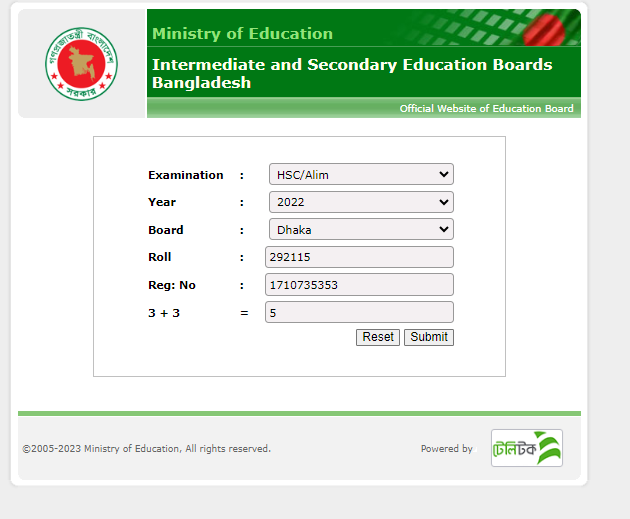 গণপ্রজাতন্ত্রী বাংলাদেশ
সরকার
Ministry of Education
Intermediate and Secondary Education Boards
Bangladesh
Official Website of Education Board
Examination : HSC/Alim
Year : 2022
Board : Dhaka
Roll : 292115
Reg: No : 1710735353
3 + 3 = 5
Reset Submit
©2005-2023 Ministry of Education, All rights reserved.
Powered by টেলিটক